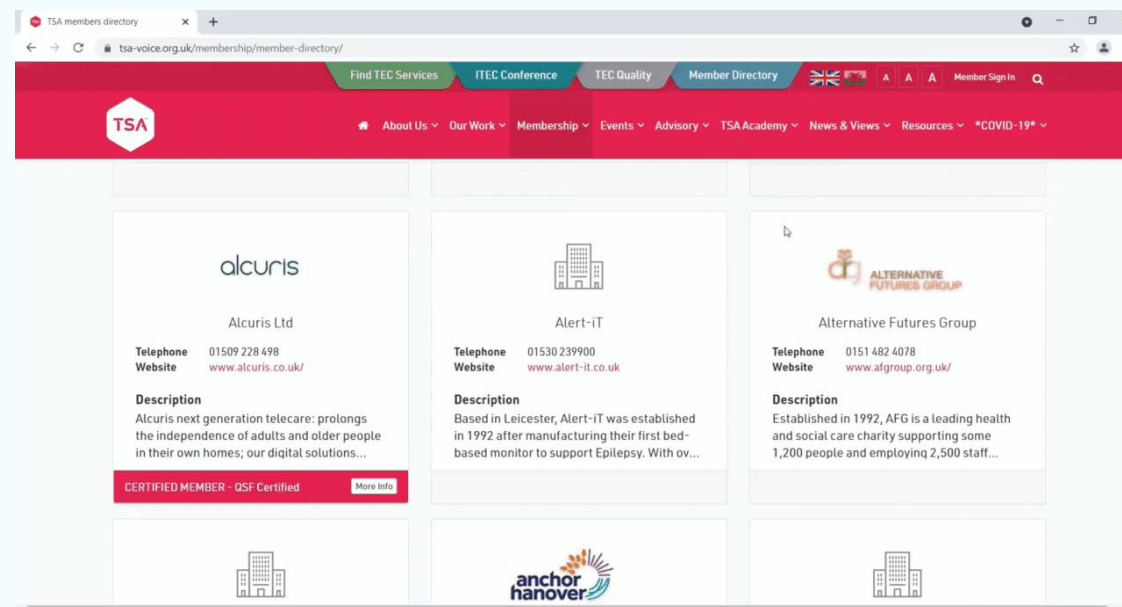 TSA members directory
tsa-voice.org.uk/membership/member-directory/
Find TEC Services ITEC Conference TEC Quality Member Directory A A A Member Sign In
TSA
About Us Our Work Membership Events Advisory TSA Academy News & Views Resources *COVID-19*
alcuris
Alcuris Ltd
Telephone 01509 228 498
Website www.alcuris.co.uk/
Description
Alcuris next generation telecare: prolongs
the independence of adults and older people
in their own homes; our digital solutions...
CERTIFIED MEMBER - QSF Certified More Info
Alert-iT
Telephone 01530 239900
Website www.alert-it.co.uk
Description
Based in Leicester, Alert-iT was established
in 1992 after manufacturing their first bed-
based monitor to support Epilepsy. With ov...
afg ALTERNATIVE
FUTURES GROUP
Alternative Futures Group
Telephone 0151 482 4078
Website www.afgroup.org.uk/
Description
Established in 1992, AFG is a leading health
and social care charity supporting some
1,200 people and employing 2,500 staff...
anchor
hanover